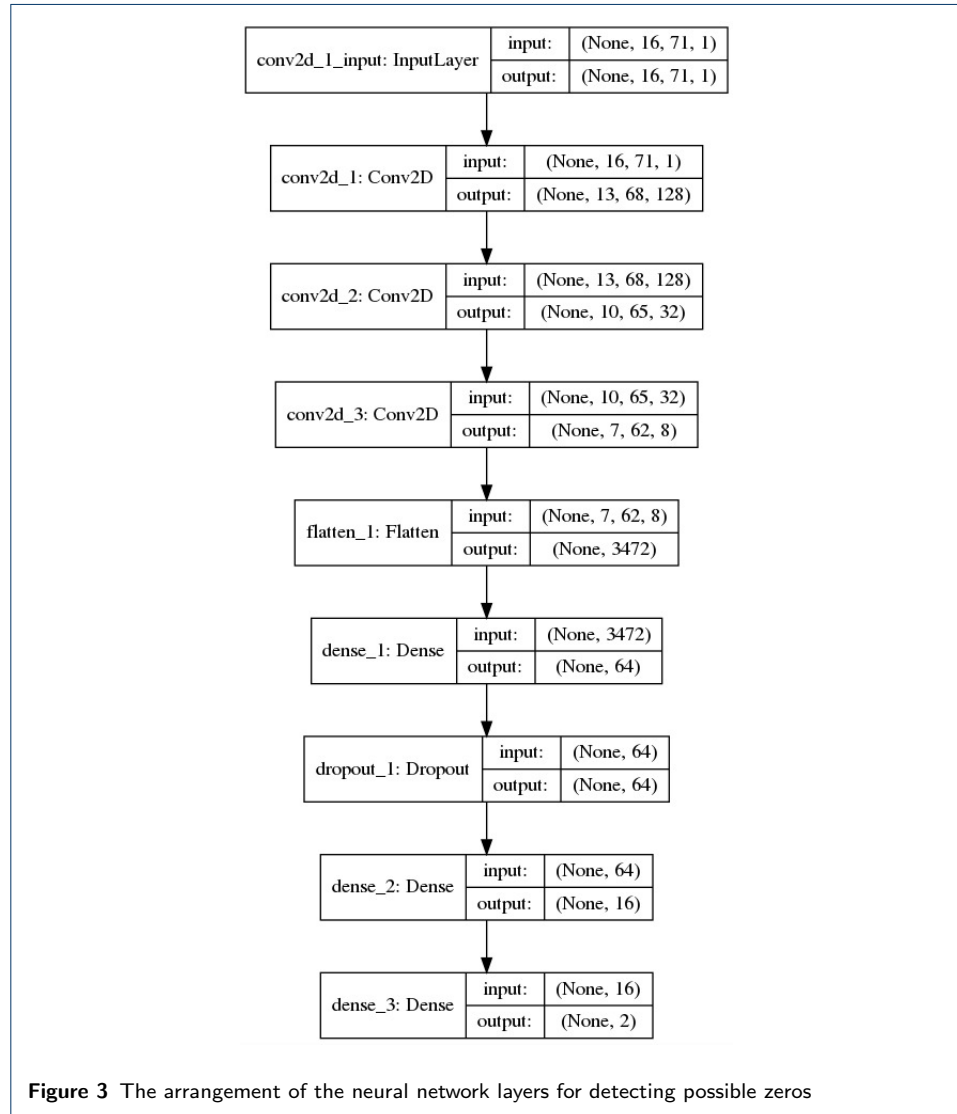 conv2d_1_input: InputLayer input: (None, 16, 71, 1)
output: (None, 16, 71, 1)
conv2d_1: Conv2D input: (None, 16, 71, 1)
output: (None, 13, 68, 128)
conv2d_2: Conv2D input: (None, 13, 68, 128)
output: (None, 10, 65, 32)
conv2d_3: Conv2D input: (None, 10, 65, 32)
output: (None, 7, 62, 8)
flatten_1: Flatten input: (None, 7, 62, 8)
output: (None, 3472)
dense_1: Dense input: (None, 3472)
output: (None, 64)
dropout_1: Dropout input: (None, 64)
output: (None, 64)
dense_2: Dense input: (None, 64)
output: (None, 16)
dense_3: Dense input: (None, 16)
output: (None, 2)
Figure 3 The arrangement of the neural network layers for detecting possible zeros